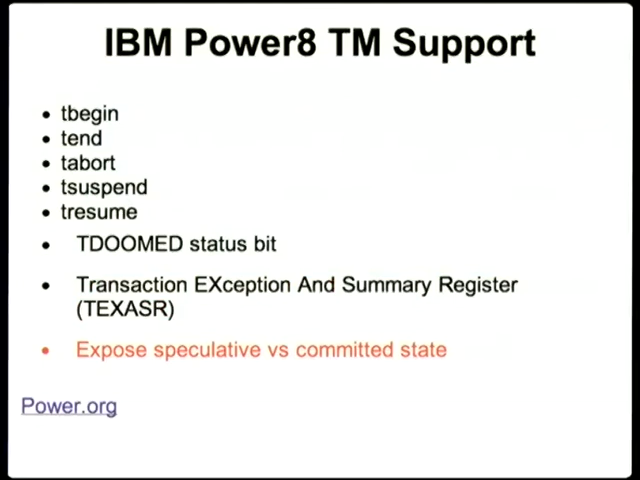 IBM Power8 TM Support
• tbegin
• tend
• tabort
• tsuspend
• tresume
• TDOOMED status bit
• Transaction EXception And Summary Register
(TEXASR)
• Expose speculative vs committed state
Power.org